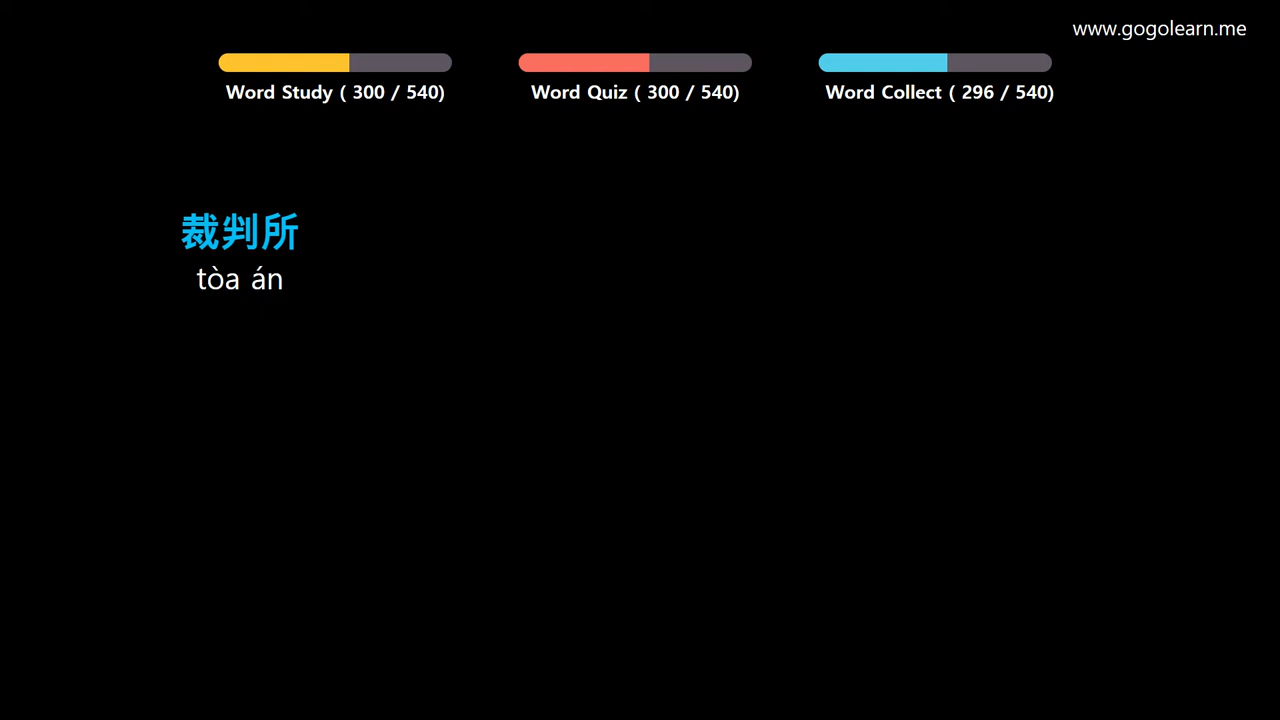 www.gogolearn.me
Word Study ( 300 / 540)
Word Quiz ( 300 / 540)
Word Collect ( 296 / 540)
裁判所
tòa án